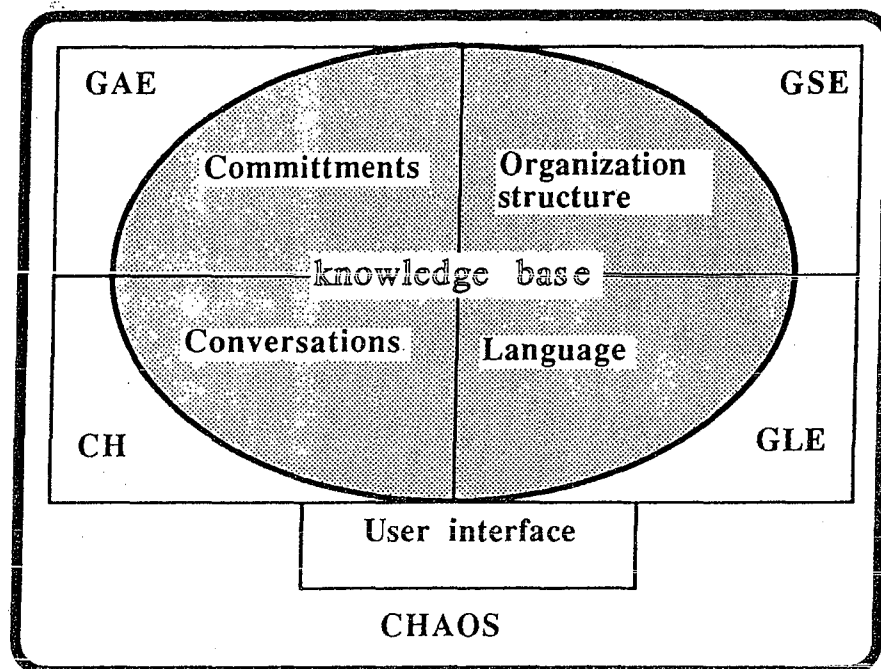 GAE
GSE
Committments
Organization
structure
knowledge base
Conversations
Language
CH
GLE
User interface
CHAOS